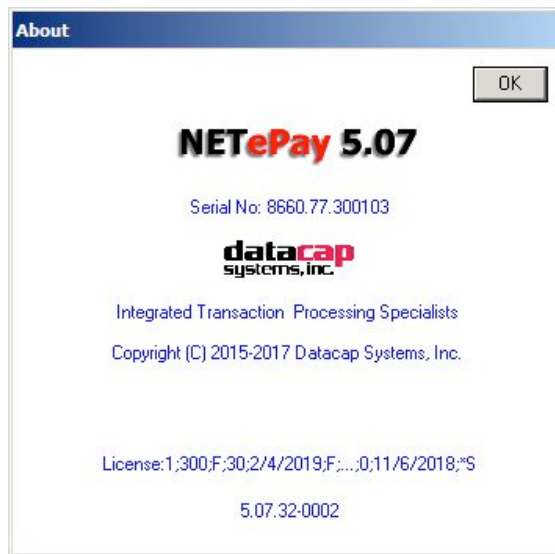 About
OK
NETePay 5.07
Serial No: 8660.77.300103
datacap
systems,inc.
Integrated Transaction Processing Specialists
Copyright (C) 2015-2017 Datacap Systems, Inc.
License:1;300;F;30;2/4/2019;F;...;0;11/6/2018;*S
5.07.32-0002